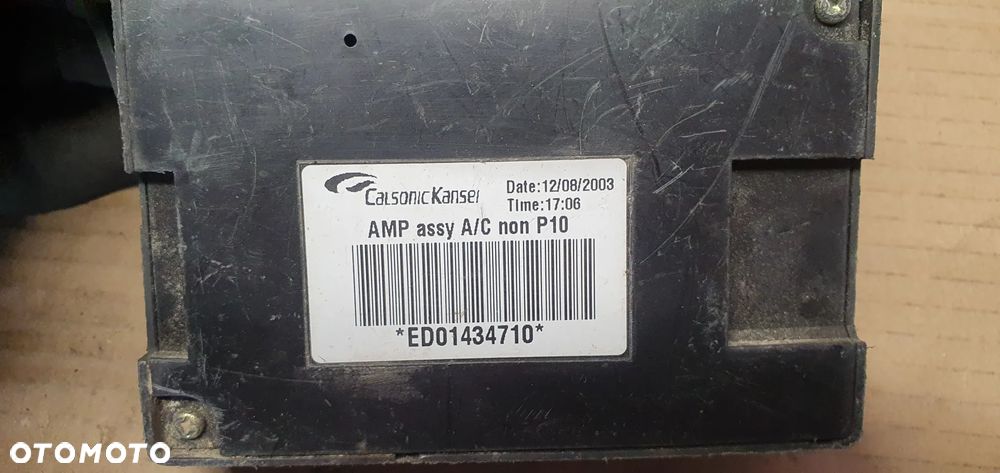 CalsonicKansei
Date:12/08/2003
Time:17:06
AMP assy A/C non P10
*ED01434710*
OTOMOTO